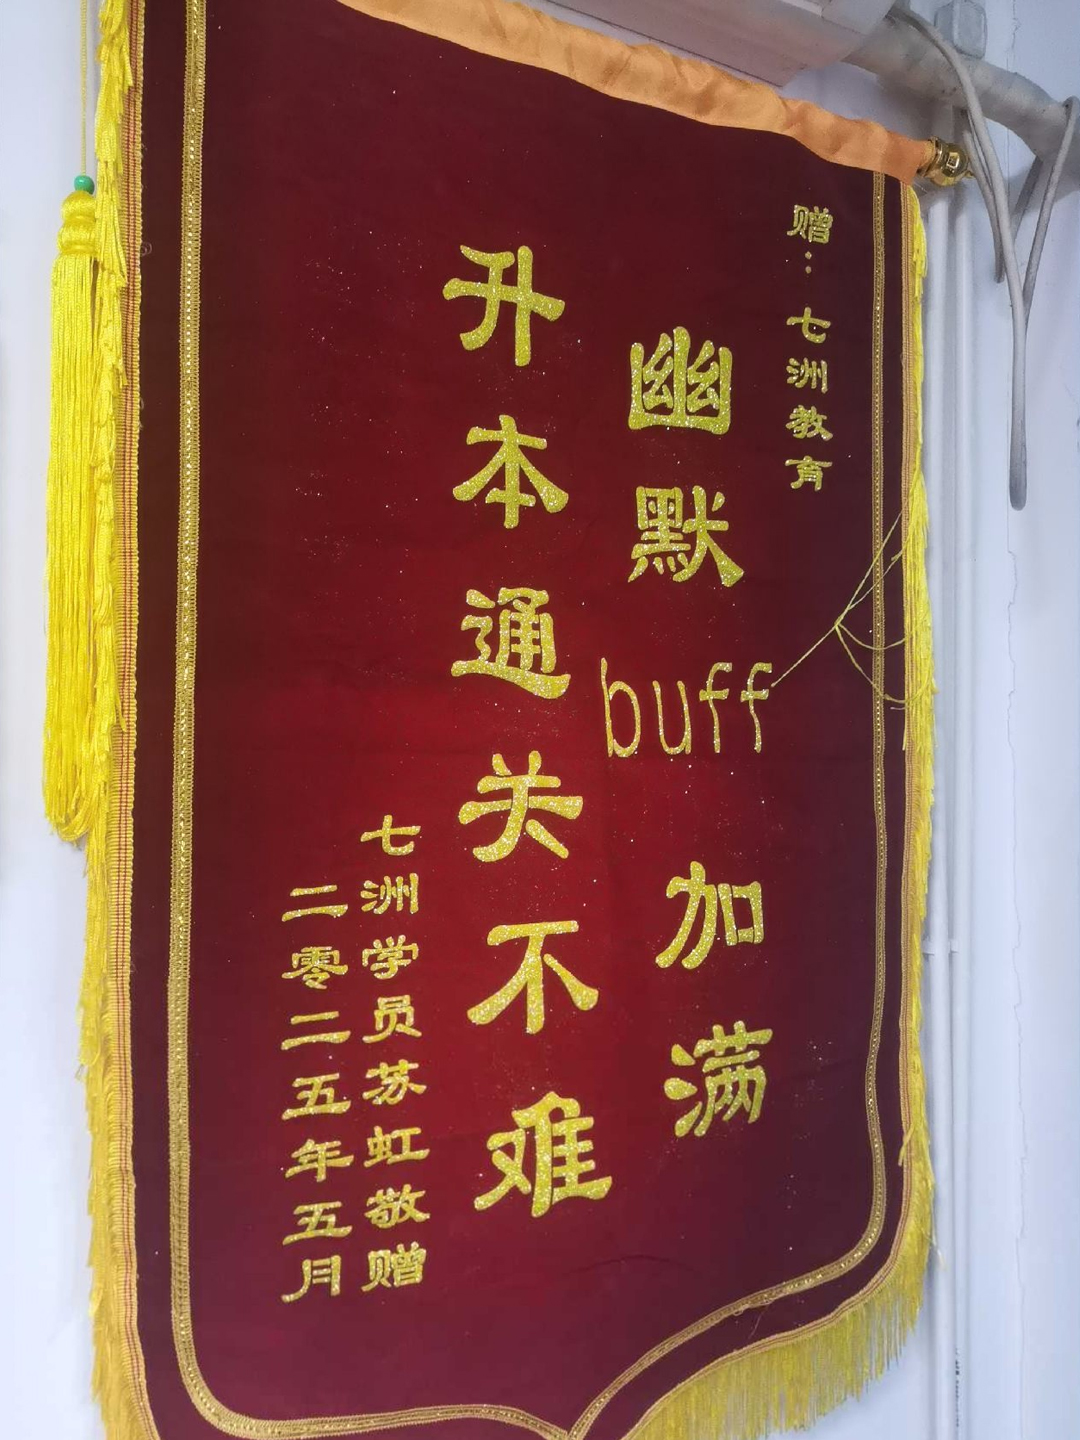 赠：七洲教育
幽默buff加满
升本通关不难
七洲学员苏虹敬赠
二零二五年五月